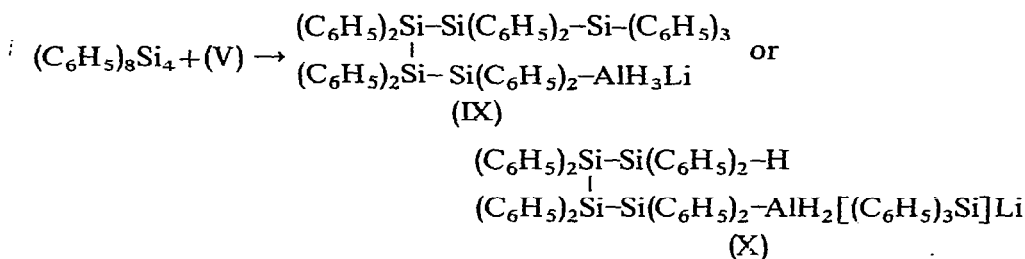 (C₆H₅)₂Si–Si(C₆H₅)₂–Si–(C₆H₅)₃
(C₆H₅)₈Si₄+(V) → or
(C₆H₅)₂Si–Si(C₆H₅)₂–AlH₃Li
(IX)
(C₆H₅)₂Si–Si(C₆H₅)₂–H
(C₆H₅)₂Si–Si(C₆H₅)₂–AlH₂[(C₆H₅)₃Si]Li
(X)